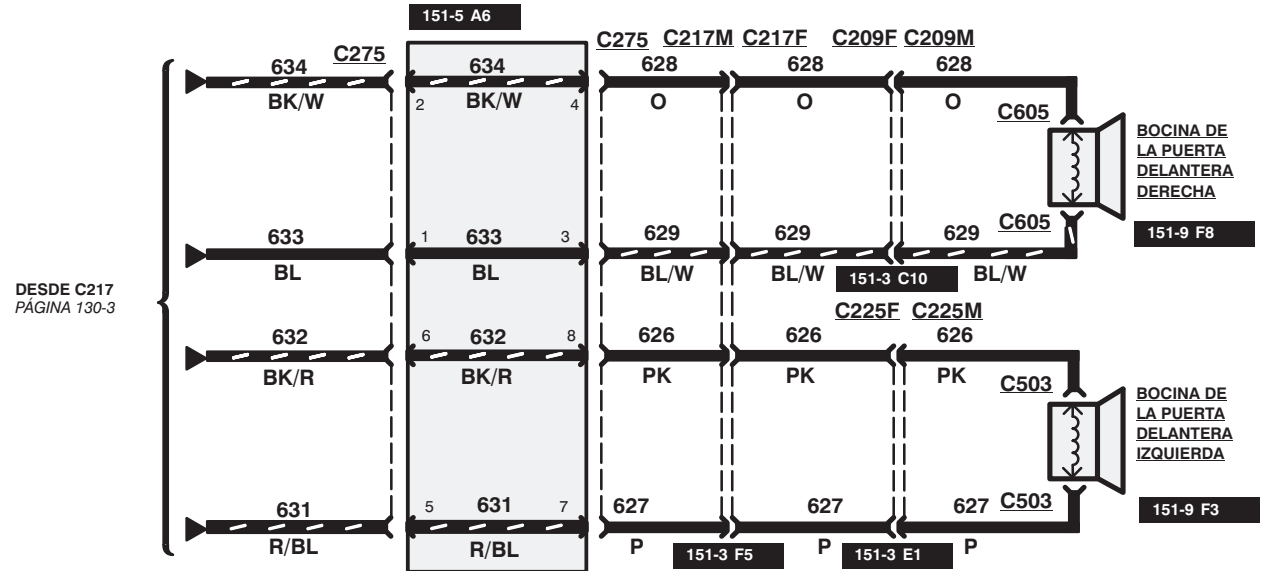 151-5 A6
C275
C275 C217M C217F C209F C209M
634 634 628 628 628
BK/W 2 BK/W 4 O O O
C605
BOCINA DE
LA PUERTA
DELANTERA
DERECHA
C605
151-9 F8
633 1 633 3 629 629 629
BL BL BL/W BL/W 151-3 C10 BL/W
DESDE C217
PÁGINA 130-3
C225F C225M
632 6 632 8 626 626 626
BK/R BK/R PK PK PK
C503
BOCINA DE
LA PUERTA
DELANTERA
IZQUIERDA
631 5 631 7 627 627 627 C503
151-9 F3
R/BL R/BL P 151-3 F5 P 151-3 E1 P